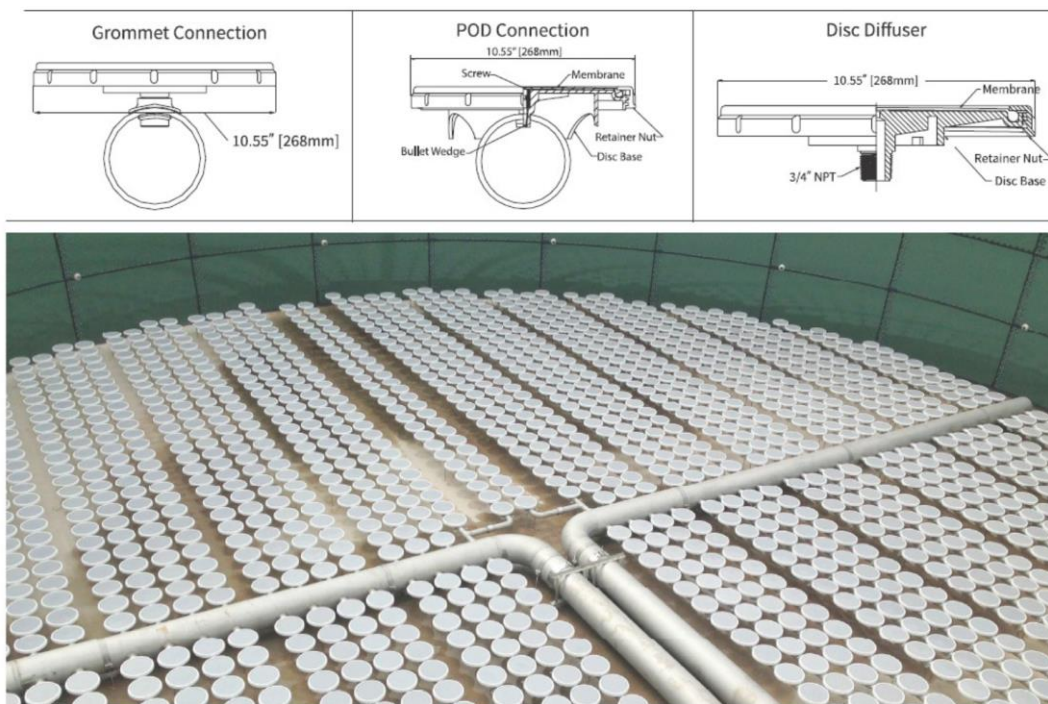 Grommet Connection
10.55" [268mm]
POD Connection
10.55" [268mm]
Screw
Membrane
Retainer Nut
Bullet Wedge
Disc Base
Disc Diffuser
10.55" [268mm]
Membrane
Retainer Nut
3/4" NPT
Disc Base